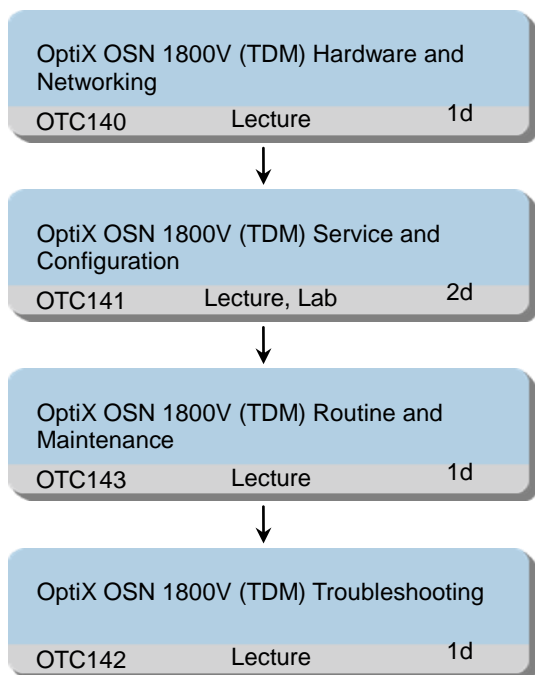 OptiX OSN 1800V (TDM) Hardware and
Networking
OTC140 Lecture 1d
OptiX OSN 1800V (TDM) Service and
Configuration
OTC141 Lecture, Lab 2d
OptiX OSN 1800V (TDM) Routine and
Maintenance
OTC143 Lecture 1d
OptiX OSN 1800V (TDM) Troubleshooting
OTC142 Lecture 1d